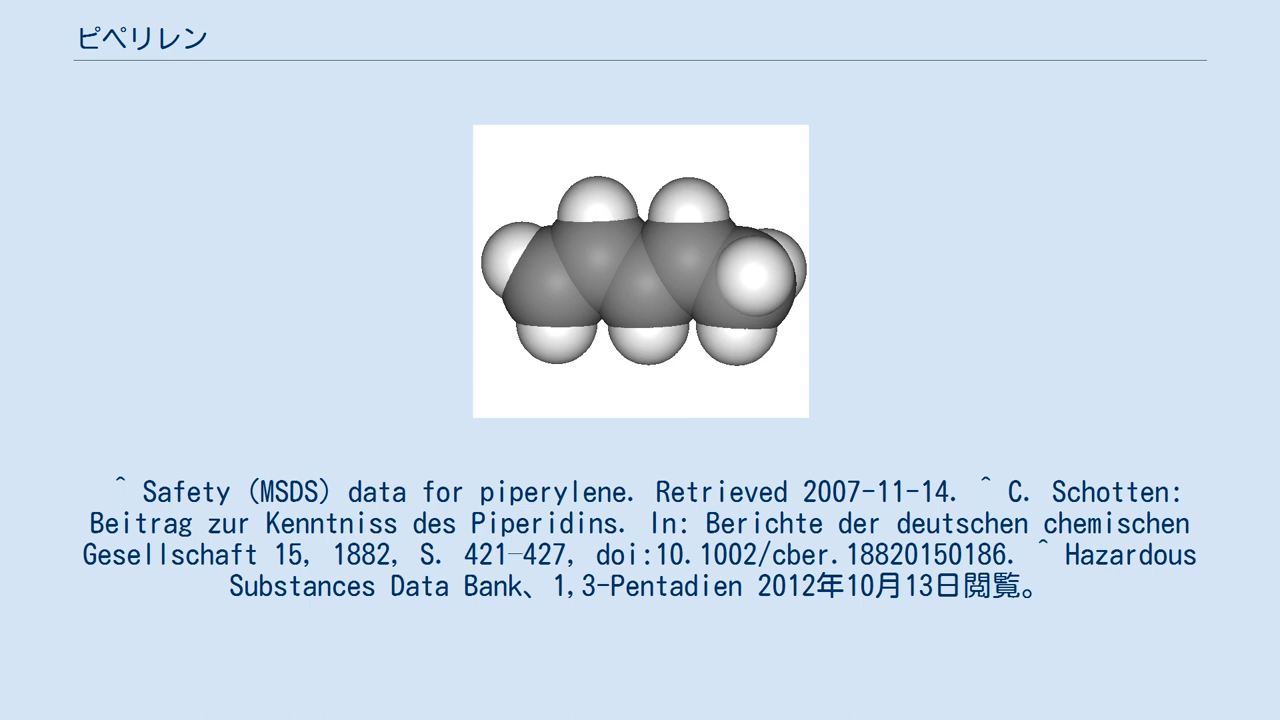 ピペリレン
^ Safety (MSDS) data for piperylene. Retrieved 2007-11-14. ^ C. Schotten:
Beitrag zur Kenntniss des Piperidins. In: Berichte der deutschen chemischen
Gesellschaft 15, 1882, S. 421–427, doi:10.1002/cber.18820150186. ^ Hazardous
Substances Data Bank、1,3-Pentadien 2012年10月13日閲覧。